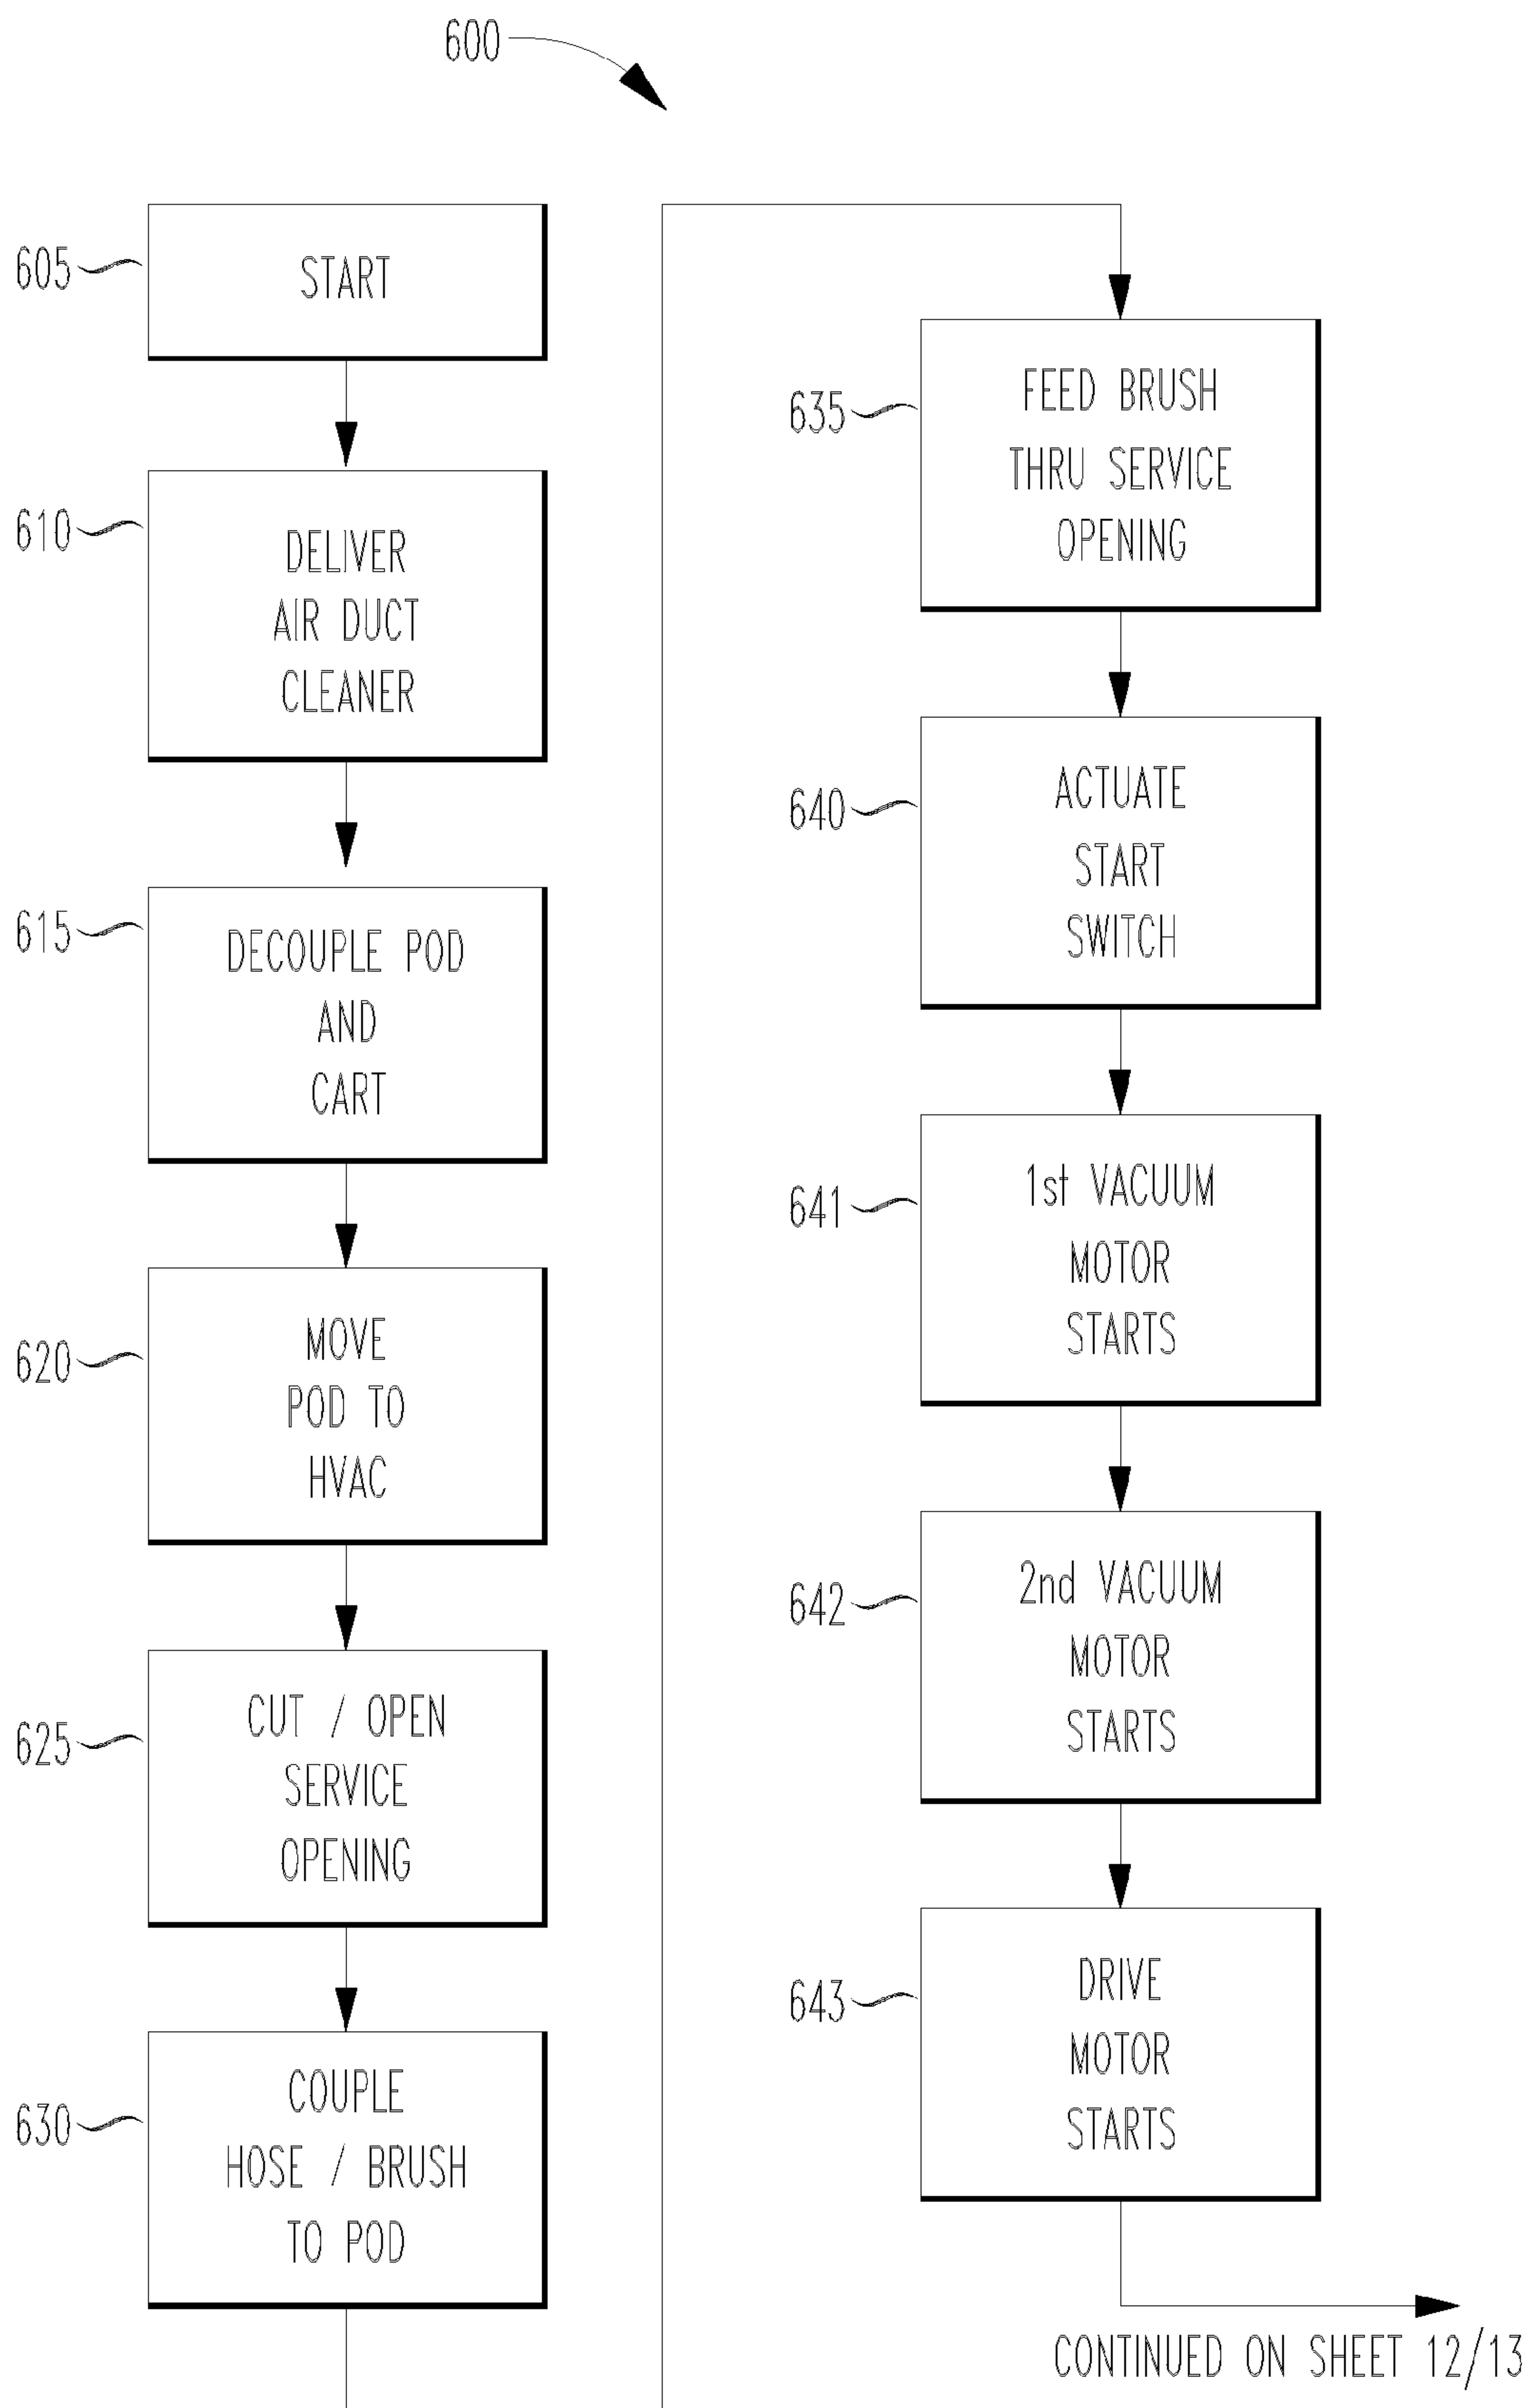 600
605
START
610
DELIVER
AIR DUCT
CLEANER
615
DECOUPLE POD
AND
CART
620
MOVE
POD TO
HVAC
625
CUT / OPEN
SERVICE
OPENING
630
COUPLE
HOSE / BRUSH
TO POD
635
FEED BRUSH
THRU SERVICE
OPENING
640
ACTUATE
START
SWITCH
641
1st VACUUM
MOTOR
STARTS
642
2nd VACUUM
MOTOR
STARTS
643
DRIVE
MOTOR
STARTS
CONTINUED ON SHEET 12/13